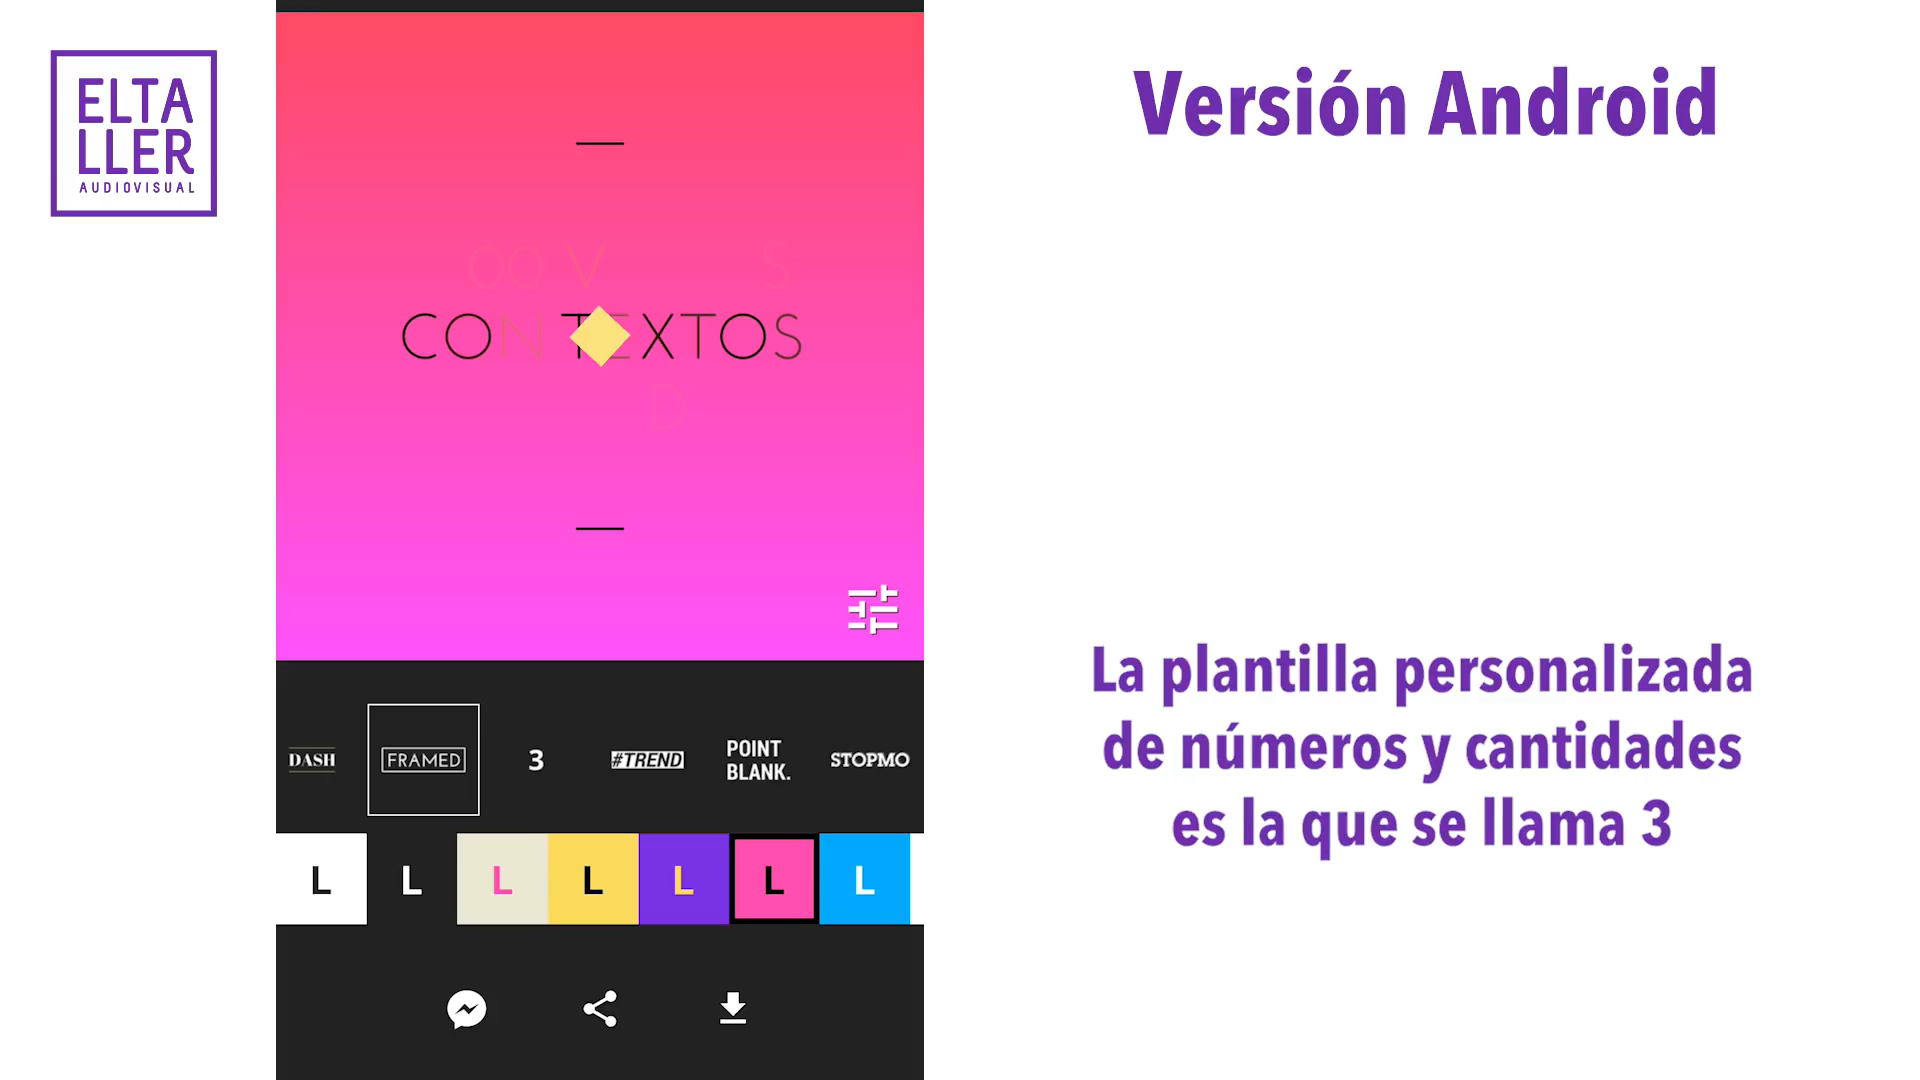 ELTA
LLER
AUDIOVISUAL
Versión Android
CONTEXTOS
DASH
FRAMED
3
#TREND
POINT
BLANK.
STOPMO
L L L L L L L
La plantilla personalizada
de números y cantidades
es la que se llama 3